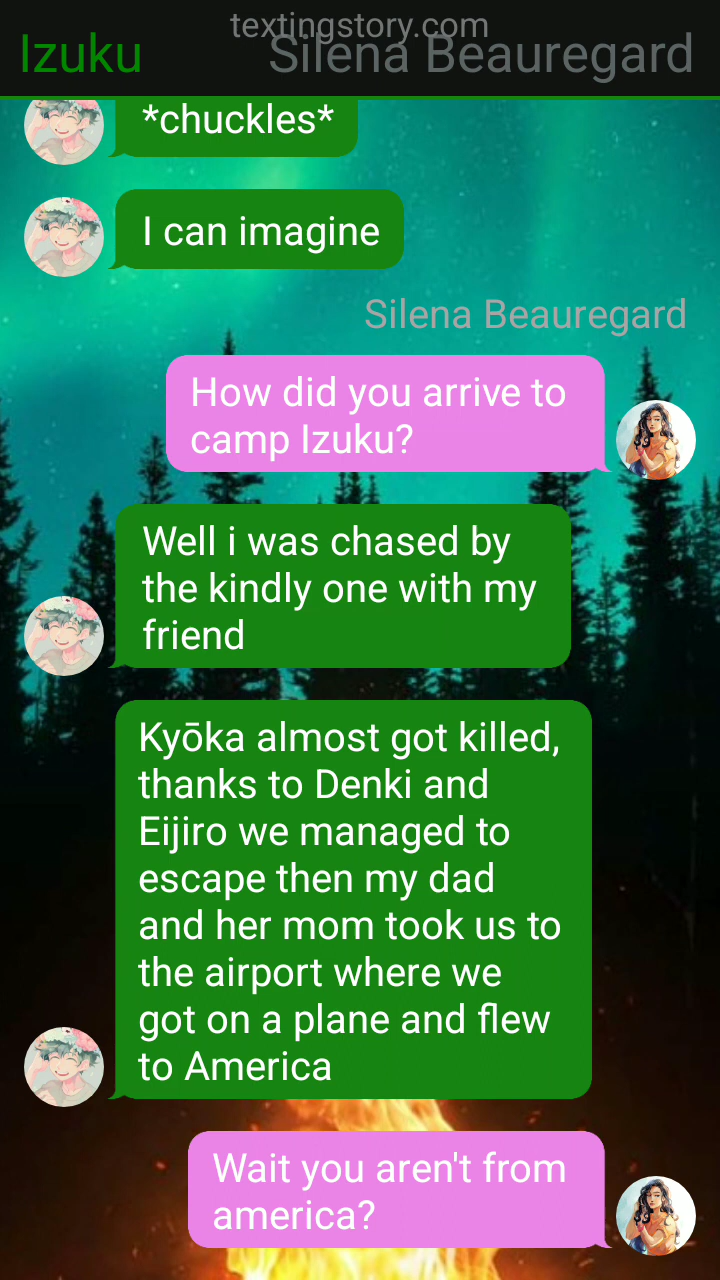 textingstory.com
Izuku
Silena Beauregard
*chuckles*
I can imagine
Silena Beauregard
How did you arrive to
camp Izuku?
Well i was chased by
the kindly one with my
friend
Kyōka almost got killed,
thanks to Denki and
Eijiro we managed to
escape then my dad
and her mom took us to
the airport where we
got on a plane and flew
to America
Wait you aren't from
america?